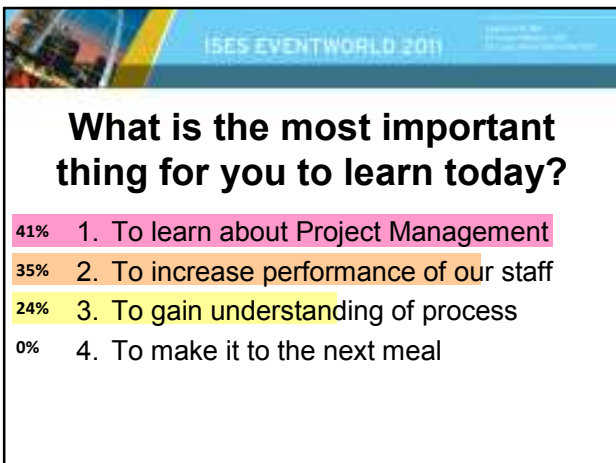 ISES EVENTWORLD 2011
What is the most important
thing for you to learn today?
41% 1. To learn about Project Management
35% 2. To increase performance of our staff
24% 3. To gain understanding of process
0% 4. To make it to the next meal